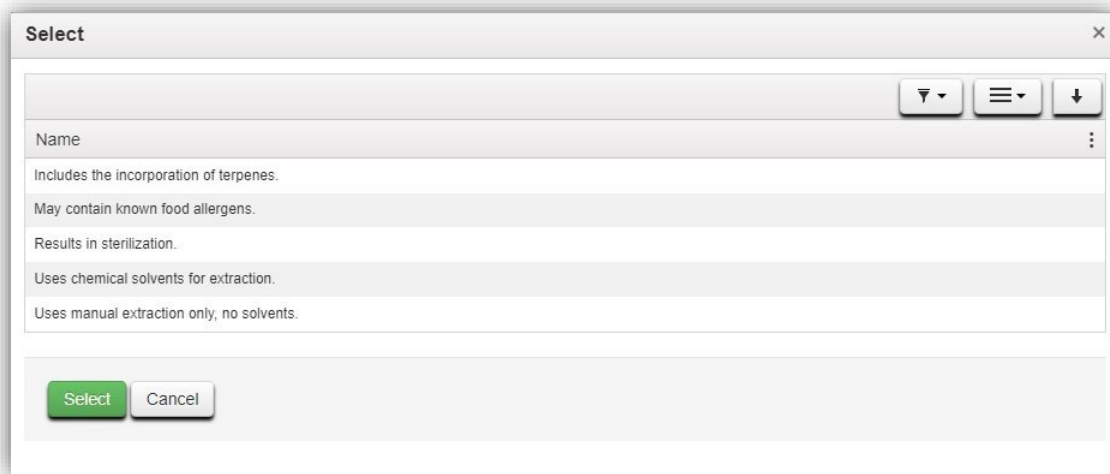 Select
Name
Includes the incorporation of terpenes.
May contain known food allergens.
Results in sterilization.
Uses chemical solvents for extraction.
Uses manual extraction only, no solvents.
Select Cancel